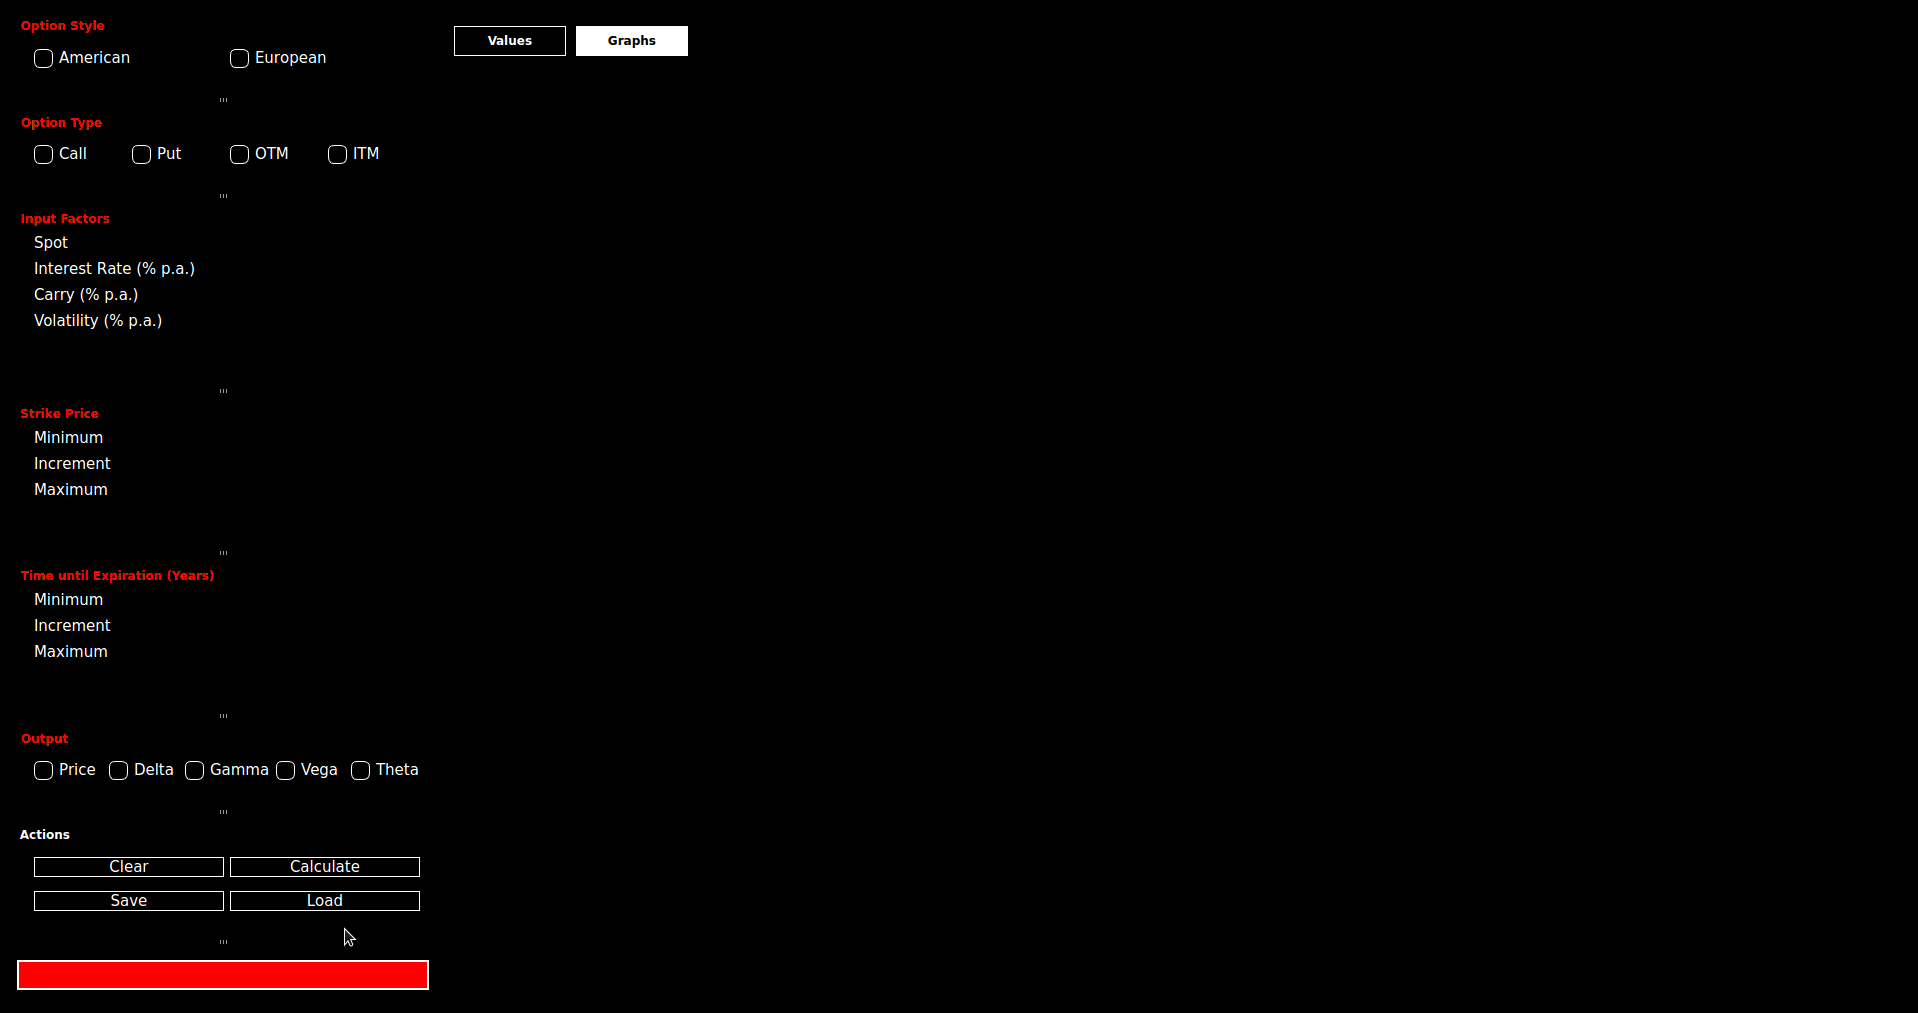 Option Style
American European
Values Graphs
Option Type
Call Put OTM ITM
Input Factors
Spot
Interest Rate (% p.a.)
Carry (% p.a.)
Volatility (% p.a.)
Strike Price
Minimum
Increment
Maximum
Time until Expiration (Years)
Minimum
Increment
Maximum
Output
Price Delta Gamma Vega Theta
Actions
Clear Calculate
Save Load